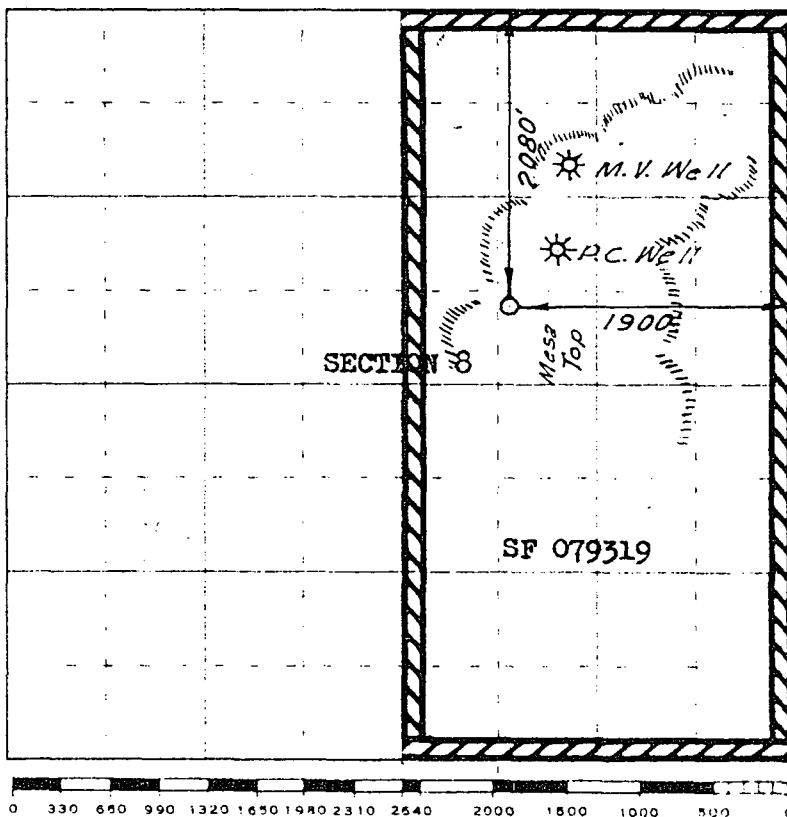 2080'
M.V. Well
P.C. Well
1900
Mesa
Top
SECTION 8
SF 079319
0 330 660 990 1320 1650 1980 2310 2640 2000 1500 1000 500 0